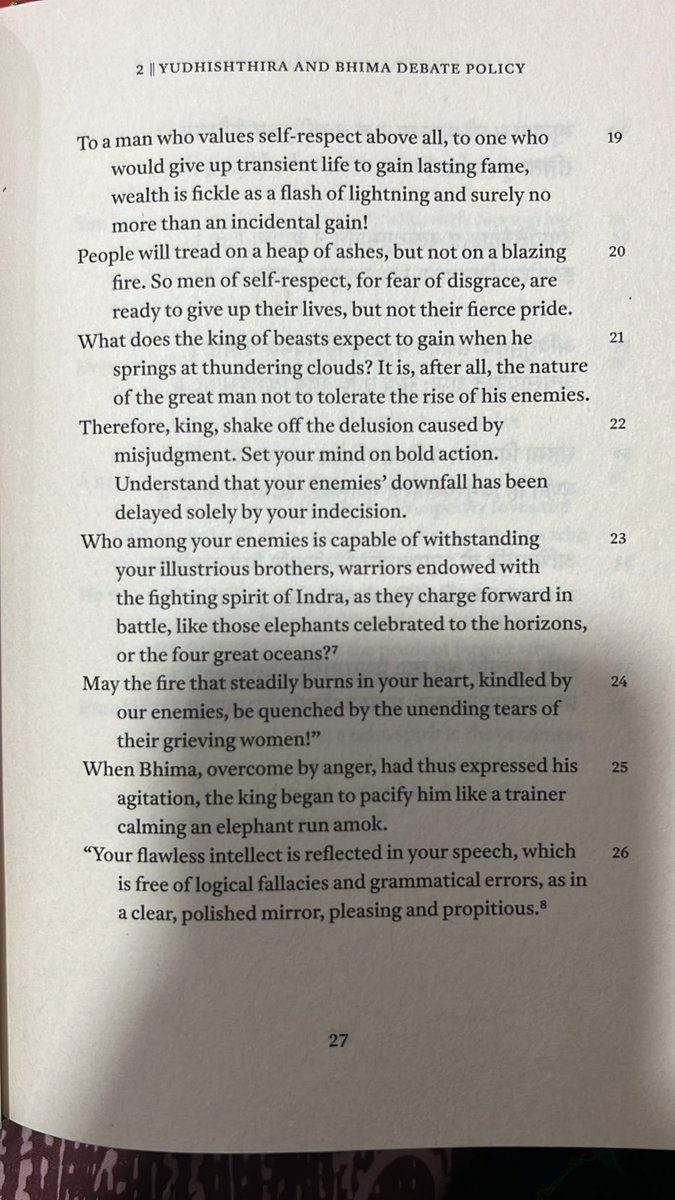 2 || YUDHISHTHIRA AND BHIMA DEBATE POLICY
To a man who values self-respect above all, to one who 19
would give up transient life to gain lasting fame,
wealth is fickle as a flash of lightning and surely no
more than an incidental gain!
People will tread on a heap of ashes, but not on a blazing 20
fire. So men of self-respect, for fear of disgrace, are
ready to give up their lives, but not their fierce pride.
What does the king of beasts expect to gain when he 21
springs at thundering clouds? It is, after all, the nature
of the great man not to tolerate the rise of his enemies.
Therefore, king, shake off the delusion caused by 22
misjudgment. Set your mind on bold action.
Understand that your enemies’ downfall has been
delayed solely by your indecision.
Who among your enemies is capable of withstanding 23
your illustrious brothers, warriors endowed with
the fighting spirit of Indra, as they charge forward in
battle, like those elephants celebrated to the horizons,
or the four great oceans?⁷
May the fire that steadily burns in your heart, kindled by 24
our enemies, be quenched by the unending tears of
their grieving women!”
When Bhima, overcome by anger, had thus expressed his 25
agitation, the king began to pacify him like a trainer
calming an elephant run amok.
“Your flawless intellect is reflected in your speech, which 26
is free of logical fallacies and grammatical errors, as in
a clear, polished mirror, pleasing and propitious.⁸
27